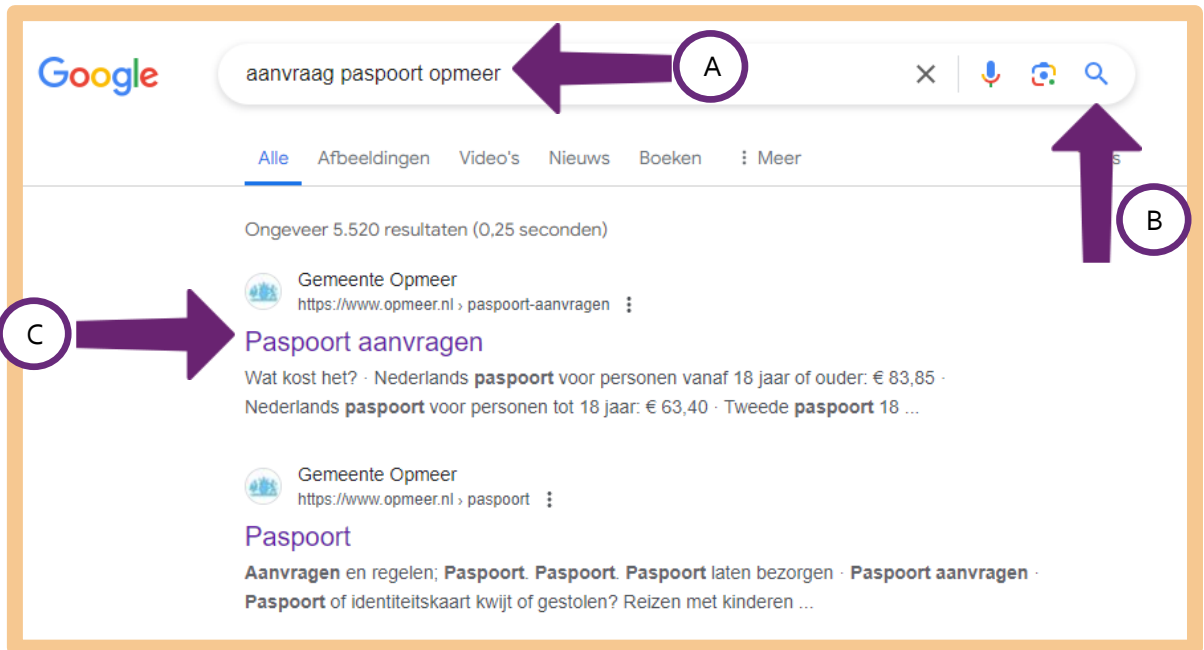 Google
aanvraag paspoort opmeer
A
Alle Afbeeldingen Video's Nieuws Boeken Meer
B
Ongeveer 5.520 resultaten (0,25 seconden)
Gemeente Opmeer
https://www.opmeer.nl › paspoort-aanvragen
C
Paspoort aanvragen
Wat kost het? · Nederlands paspoort voor personen vanaf 18 jaar of ouder: € 83,85 ·
Nederlands paspoort voor personen tot 18 jaar: € 63,40 · Tweede paspoort 18 ...
Gemeente Opmeer
https://www.opmeer.nl › paspoort
Paspoort
Aanvragen en regelen; Paspoort. Paspoort. Paspoort laten bezorgen · Paspoort aanvragen ·
Paspoort of identiteitskaart kwijt of gestolen? Reizen met kinderen ...